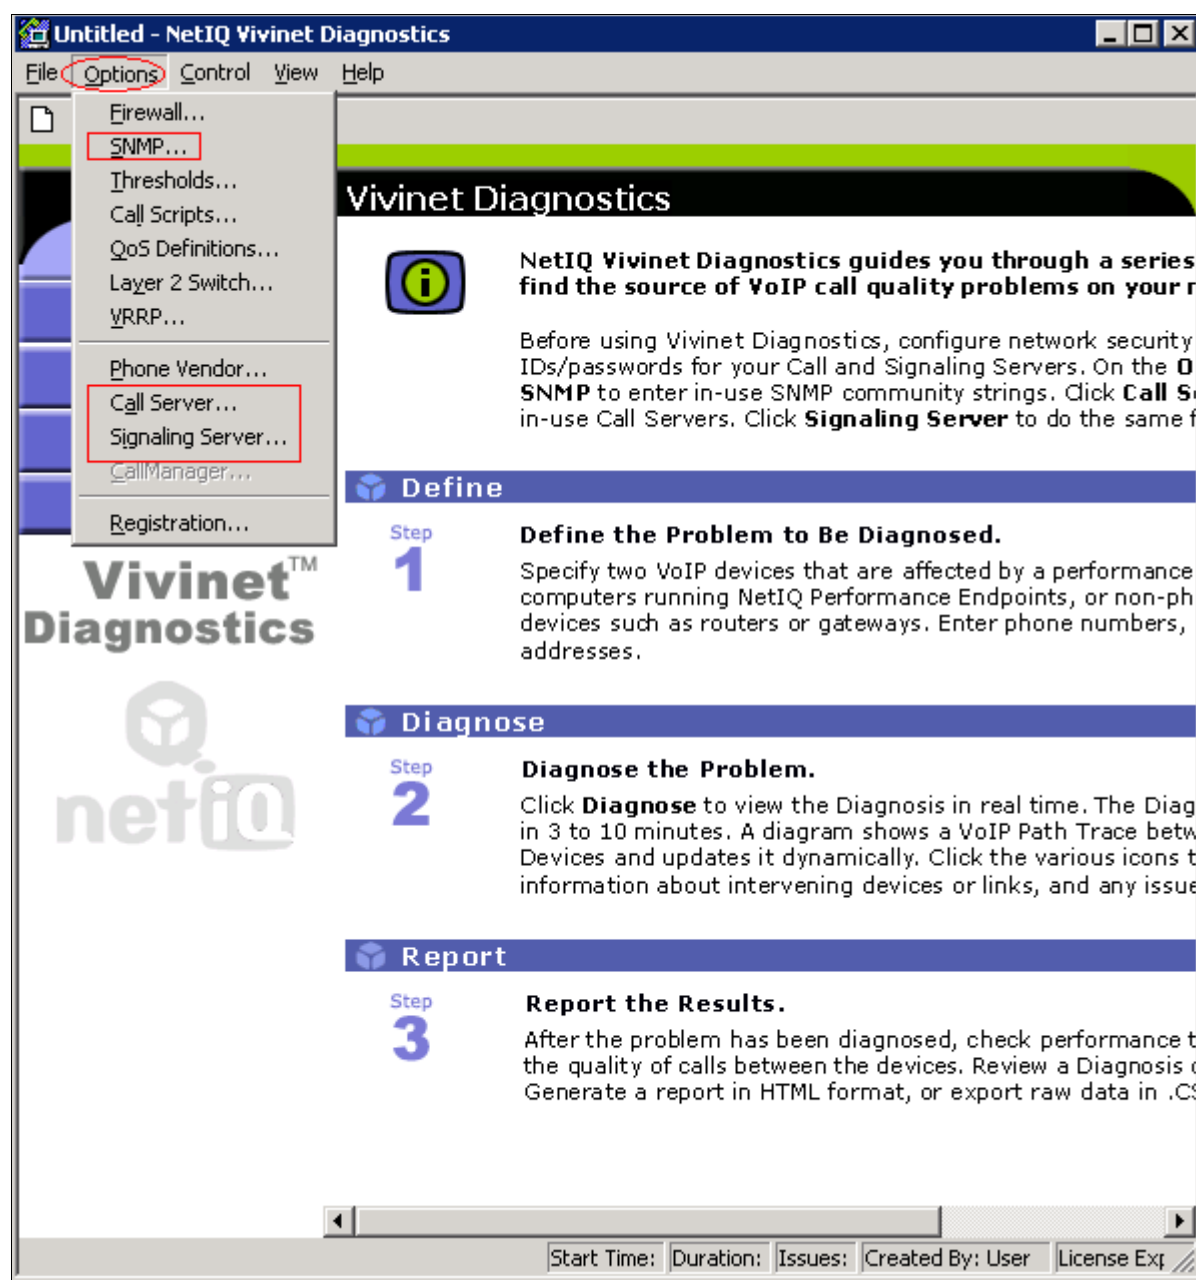 Untitled - NetIQ Vivinet Diagnostics
File Options Control View Help
Firewall...
SNMP...
Thresholds...
Call Scripts...
QoS Definitions...
Layer 2 Switch...
VRRP...
Phone Vendor...
Call Server...
Signaling Server...
CallManager...
Registration...
Vivinet™
Diagnostics
netIQ
Vivinet Diagnostics
NetIQ Vivinet Diagnostics guides you through a series
find the source of VoIP call quality problems on your
Before using Vivinet Diagnostics, configure network security
IDs/passwords for your Call and Signaling Servers. On the
SNMP to enter in-use SNMP community strings. Click Call
in-use Call Servers. Click Signaling Server to do the same
Define
Step
1
Define the Problem to Be Diagnosed.
Specify two VoIP devices that are affected by a performance
computers running NetIQ Performance Endpoints, or non-ph
devices such as routers or gateways. Enter phone numbers,
addresses.
Diagnose
Step
2
Diagnose the Problem.
Click Diagnose to view the Diagnosis in real time. The Diag
in 3 to 10 minutes. A diagram shows a VoIP Path Trace betw
Devices and updates it dynamically. Click the various icons
information about intervening devices or links, and any issue
Report
Step
3
Report the Results.
After the problem has been diagnosed, check performance
the quality of calls between the devices. Review a Diagnosis
Generate a report in HTML format, or export raw data in
Start Time: Duration: Issues: Created By: User License Exp